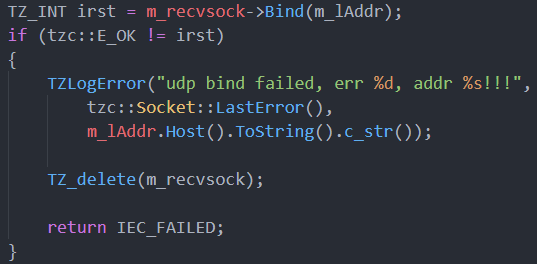 TZ_INT irst = m_recvsock->Bind(m_lAddr);
if (tzc::E_OK != irst)
{
TZLogError("udp bind failed, err %d, addr %s!!!",
tzc::Socket::LastError(),
m_lAddr.Host().ToString().c_str());
TZ_delete(m_recvsock);
return IEC_FAILED;
}